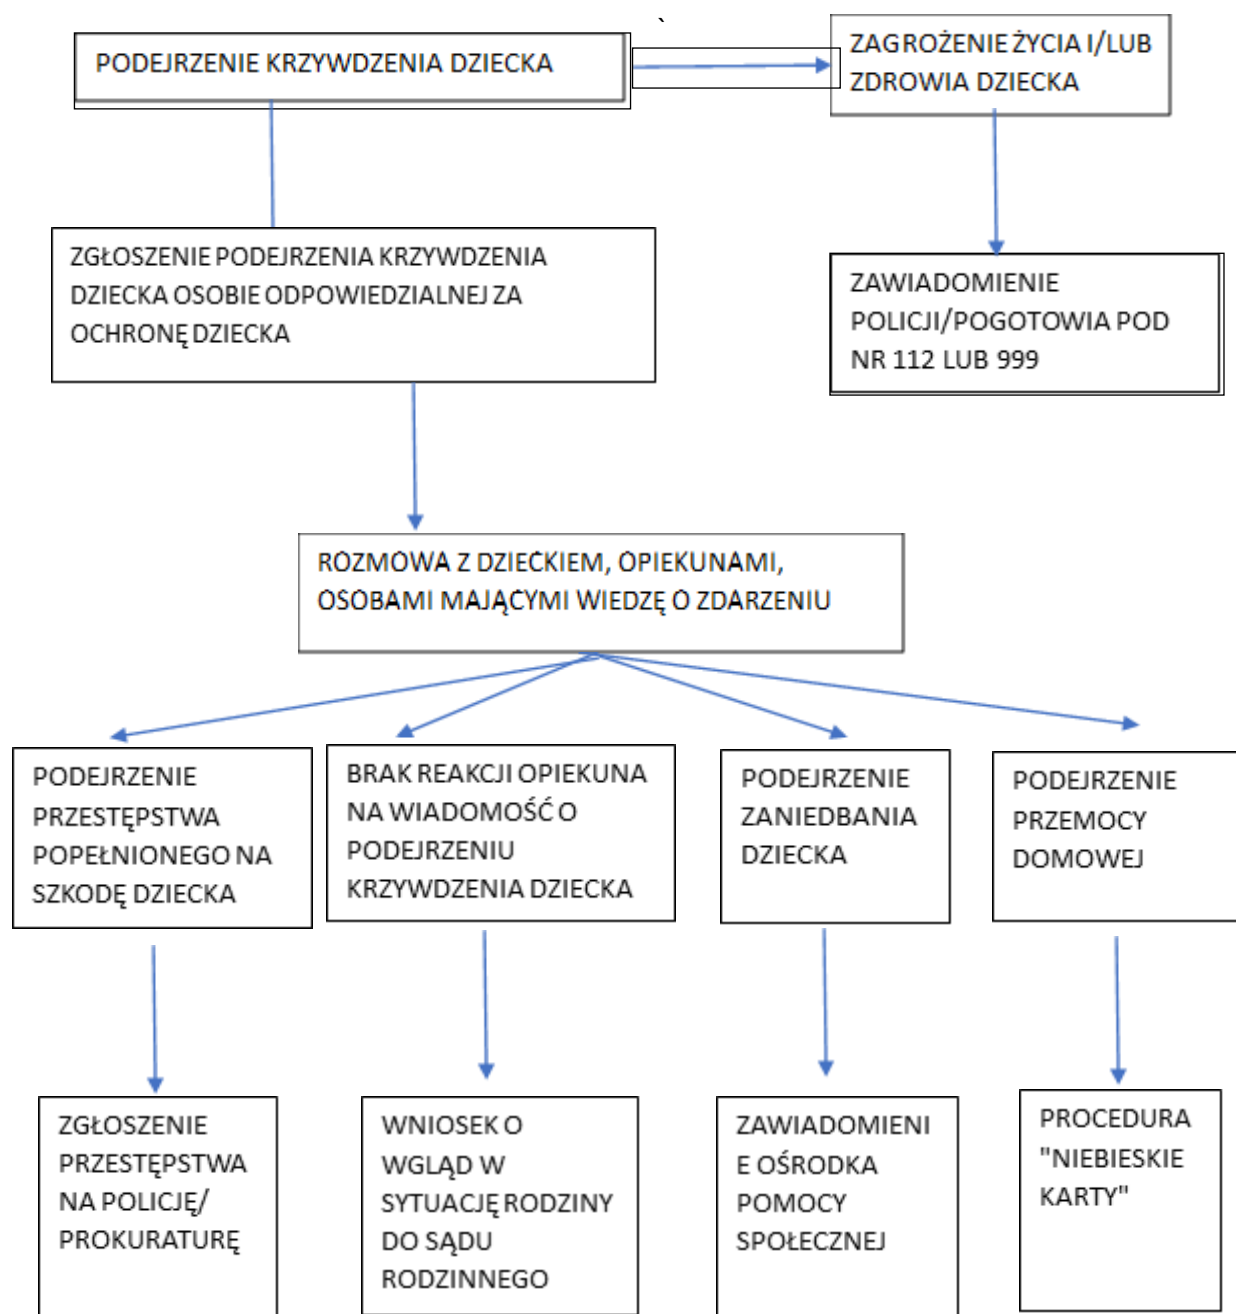 `
PODEJRZENIE KRZYWDZENIA DZIECKA
ZAGROŻENIE ŻYCIA I/LUB
ZDROWIA DZIECKA
ZGŁOSZENIE PODEJRZENIA KRZYWDZENIA
DZIECKA OSOBIE ODPOWIEDZIALNEJ ZA
OCHRONĘ DZIECKA
ZAWIADOMIENIE
POLICJI/POGOTOWIA POD
NR 112 LUB 999
ROZMOWA Z DZIECKIEM, OPIEKUNAMI,
OSOBAMI MAJĄCYMI WIEDZĘ O ZDARZENIU
PODEJRZENIE
PRZESTĘPSTWA
POPEŁNIONEGO NA
SZKODĘ DZIECKA
BRAK REAKCJI OPIEKUNA
NA WIADOMOŚĆ O
PODEJRZENIU
KRZYWDZENIA DZIECKA
PODEJRZENIE
ZANIEDBANIA
DZIECKA
PODEJRZENIE
PRZEMOCY
DOMOWEJ
ZGŁOSZENIE
PRZESTĘPSTWA
NA POLICJĘ/
PROKURATURĘ
WNIOSEK O
WGLĄD W
SYTUACJĘ RODZINY
DO SĄDU
RODZINNEGO
ZAWIADOMIENI
E OŚRODKA
POMOCY
SPOŁECZNEJ
PROCEDURA
"NIEBIESKIE
KARTY"